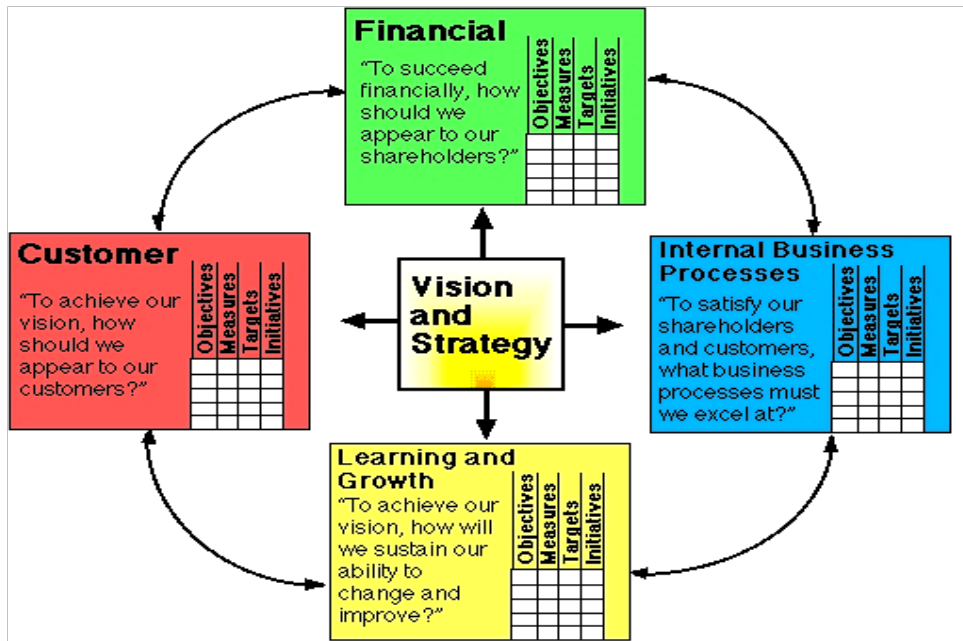 Financial
“To succeed
financially, how
should we
appear to our
shareholders?”
Objectives
Measures
Targets
Initiatives
Customer
“To achieve our
vision, how
should we
appear to our
customers?”
Objectives
Measures
Targets
Initiatives
Vision
and
Strategy
Internal Business
Processes
“To satisfy our
shareholders
and customers,
what business
processes must
we excel at?”
Objectives
Measures
Targets
Initiatives
Learning and
Growth
“To achieve our
vision, how will
we sustain our
ability to
change and
improve?”
Objectives
Measures
Targets
Initiatives